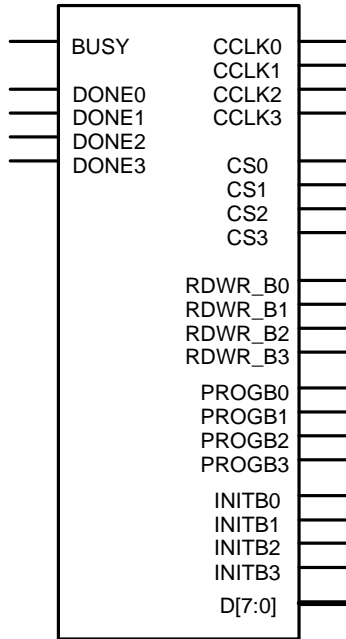 BUSY CCLK0
CCLK1
DONE0 CCLK2
DONE1 CCLK3
DONE2
DONE3 CS0
CS1
CS2
CS3
RDWR_B0
RDWR_B1
RDWR_B2
RDWR_B3
PROGB0
PROGB1
PROGB2
PROGB3
INITB0
INITB1
INITB2
INITB3
D[7:0]